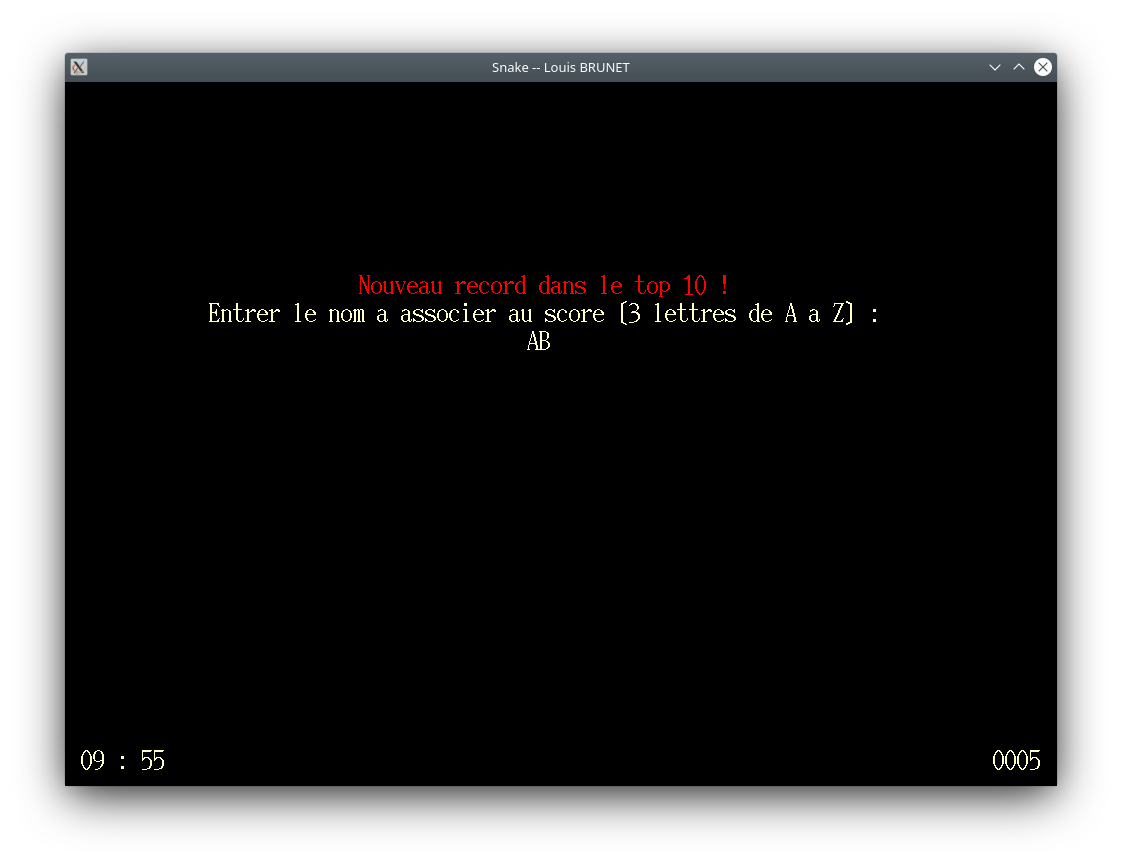 Snake -- Louis BRUNET
Nouveau record dans le top 10 !
Entrer le nom a associer au score (3 lettres de A a Z) :
AB
09 : 55
0005